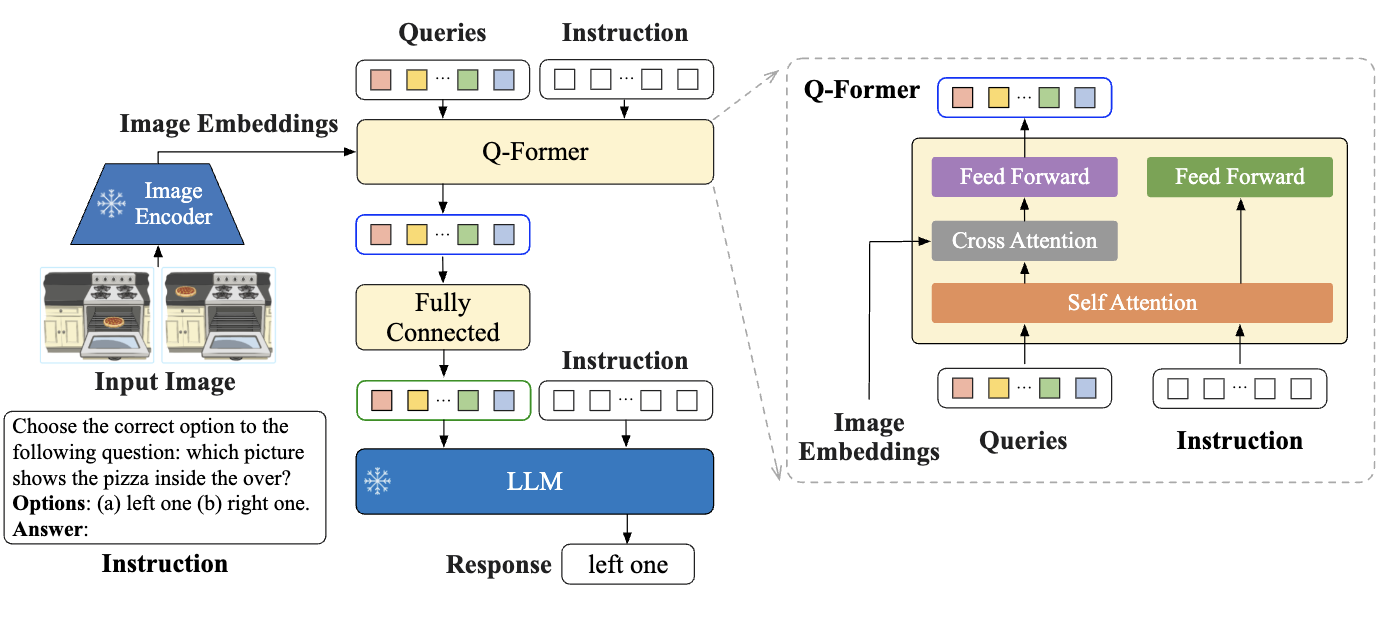 Queries
Instruction
Image Embeddings
Q-Former
Image
Encoder
Input Image
Fully
Connected
Instruction
LLM
Response
left one
Choose the correct option to the
following question: which picture
shows the pizza inside the over?
Options: (a) left one (b) right one.
Answer:
Instruction
Q-Former
Feed Forward
Feed Forward
Cross Attention
Self Attention
Image
Embeddings
Queries
Instruction